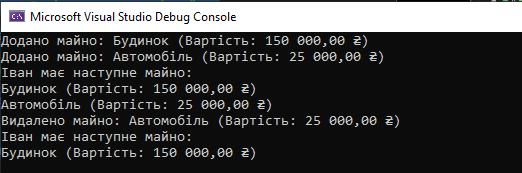 Microsoft Visual Studio Debug Console
Додано майно: Будинок (Вартість: 150 000,00 ₴)
Додано майно: Автомобіль (Вартість: 25 000,00 ₴)
Іван має наступне майно:
Будинок (Вартість: 150 000,00 ₴)
Автомобіль (Вартість: 25 000,00 ₴)
Видалено майно: Автомобіль (Вартість: 25 000,00 ₴)
Іван має наступне майно:
Будинок (Вартість: 150 000,00 ₴)